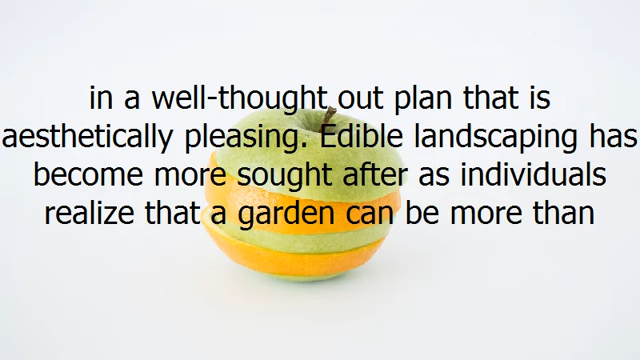 in a well-thought out plan that is
aesthetically pleasing. Edible landscaping has
become more sought after as individuals
realize that a garden can be more than